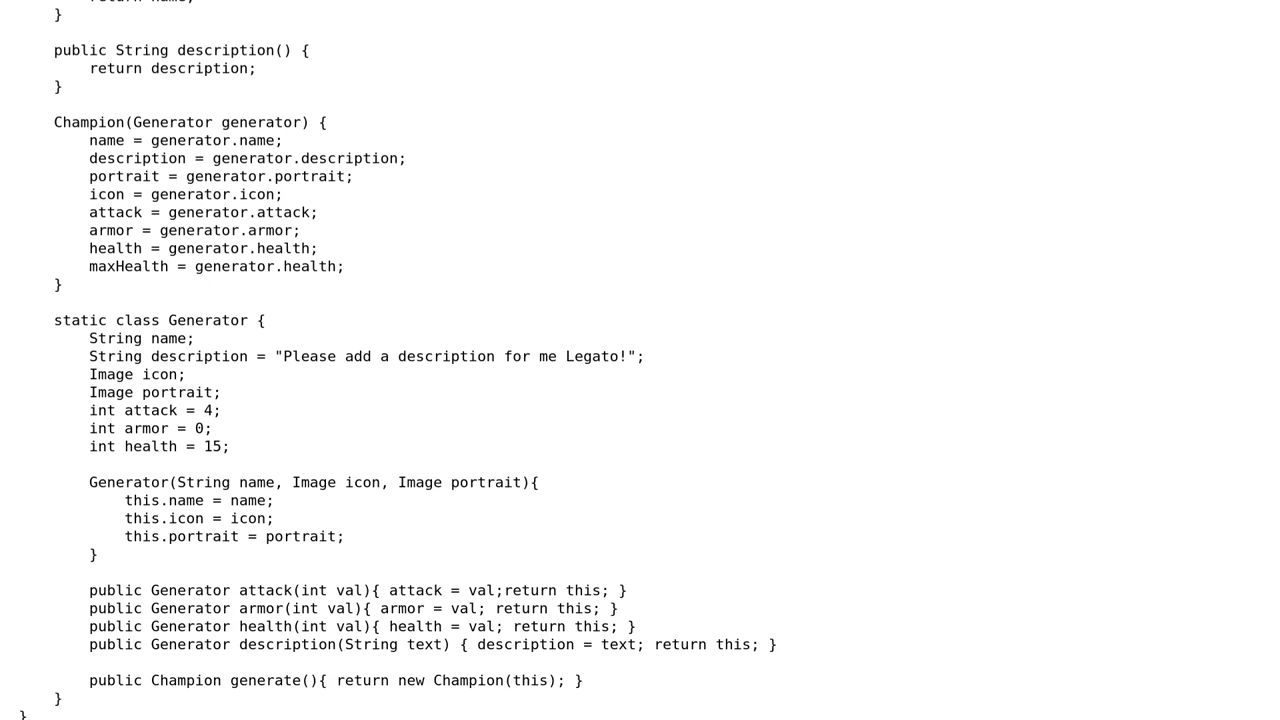 return name;
    }

    public String description() {
        return description;
    }

    Champion(Generator generator) {
        name = generator.name;
        description = generator.description;
        portrait = generator.portrait;
        icon = generator.icon;
        attack = generator.attack;
        armor = generator.armor;
        health = generator.health;
        maxHealth = generator.health;
    }

    static class Generator {
        String name;
        String description = "Please add a description for me Legato!";
        Image icon;
        Image portrait;
        int attack = 4;
        int armor = 0;
        int health = 15;

        Generator(String name, Image icon, Image portrait){
            this.name = name;
            this.icon = icon;
            this.portrait = portrait;
        }

        public Generator attack(int val){ attack = val;return this; }
        public Generator armor(int val){ armor = val; return this; }
        public Generator health(int val){ health = val; return this; }
        public Generator description(String text) { description = text; return this; }

        public Champion generate(){ return new Champion(this); }
    }
}